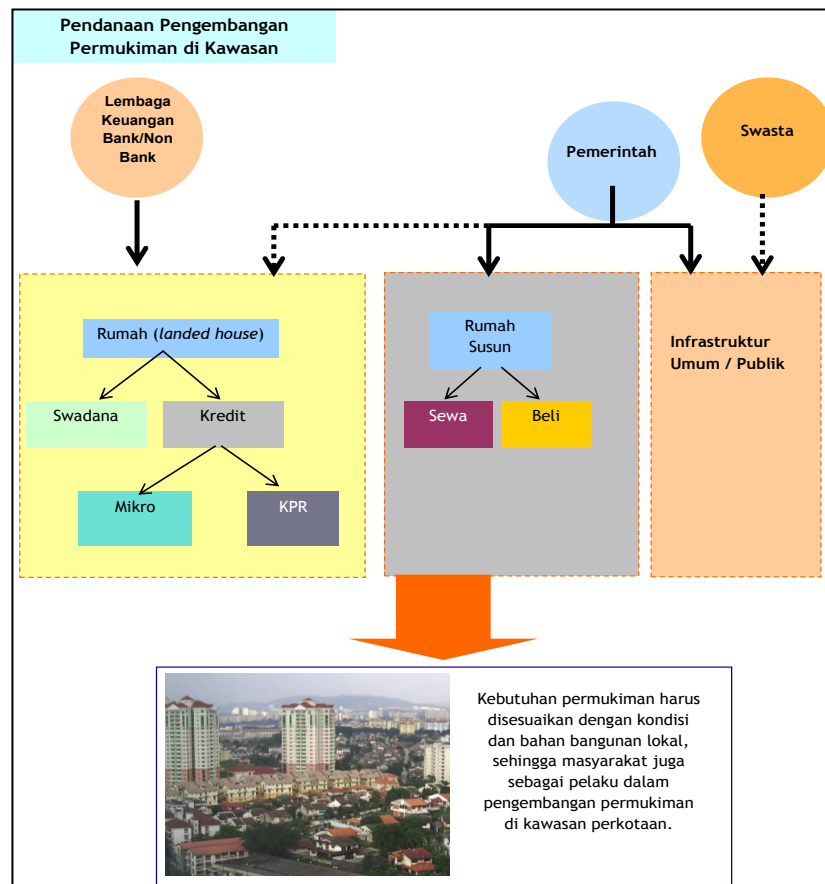 Pendanaan Pengembangan
Permukiman di Kawasan
Lembaga
Keuangan
Bank/Non
Bank
Pemerintah
Swasta
Rumah (landed house)
Swadana
Kredit
Mikro
KPR
Rumah
Susun
Sewa
Beli
Infrastruktur
Umum / Publik
Kebutuhan permukiman harus
disesuaikan dengan kondisi
dan bahan bangunan lokal,
sehingga masyarakat juga
sebagai pelaku dalam
pengembangan permukiman
di kawasan perkotaan.